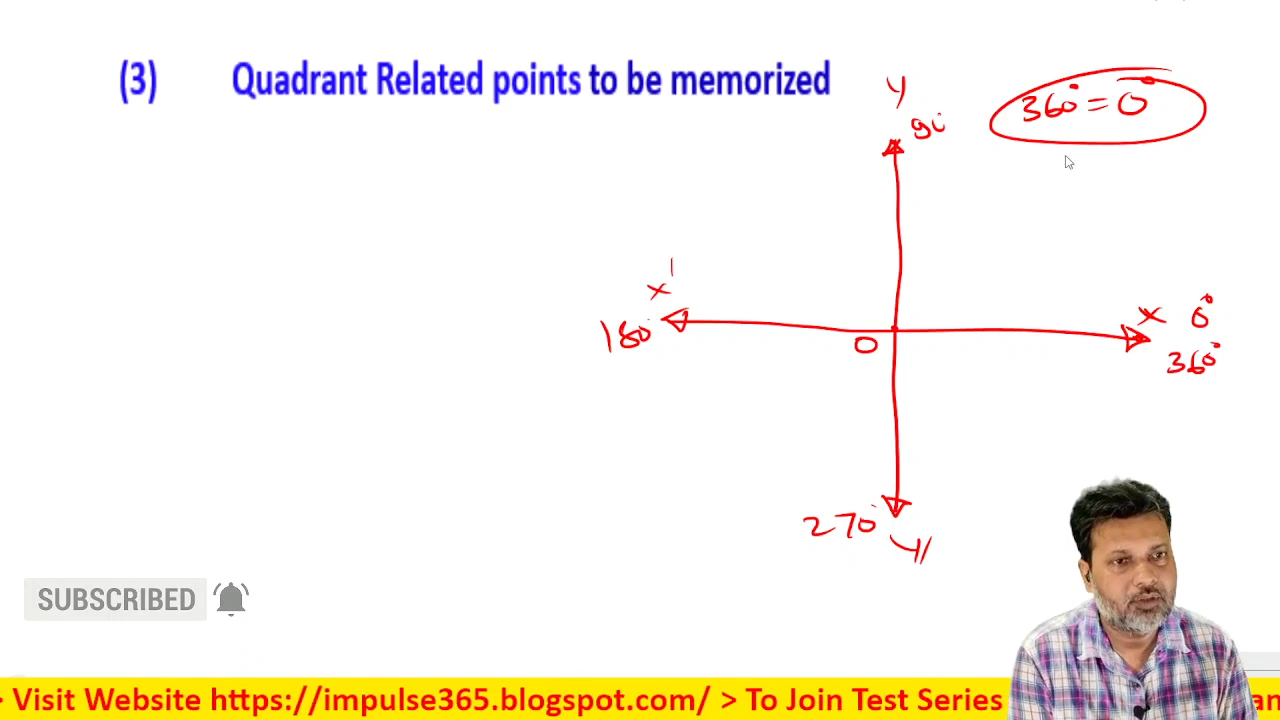 (3) Quadrant Related points to be memorized
Y
90°
360° = 0°
X'
180°
X 0°
360°
O
270°
Y'
SUBSCRIBED
> Visit Website https://impulse365.blogspot.com/ > To Join Test Series